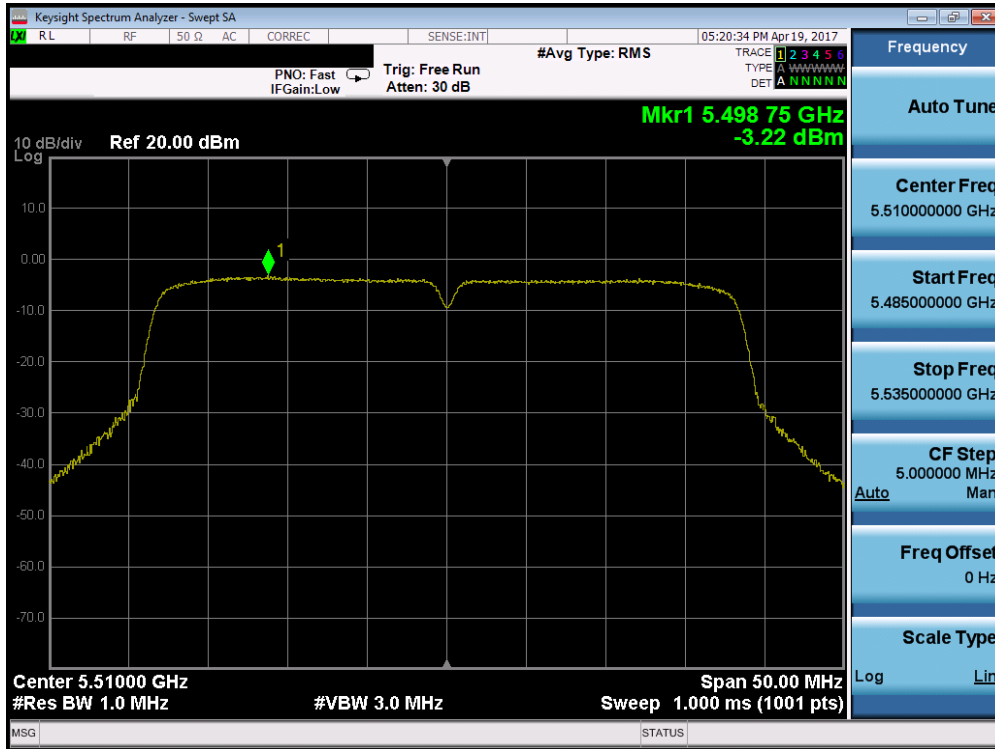 Keysight Spectrum Analyzer - Swept SA
LXI RL RF 50 Ω AC CORREC SENSE:INT 05:20:34 PM Apr 19, 2017
#Avg Type: RMS TRACE 1 2 3 4 5 6
PNO: Fast Trig: Free Run TYPE A WWWWW
IFGain:Low Atten: 30 dB DET A N N N N N
Mkr1 5.498 75 GHz
-3.22 dBm
10 dB/div Ref 20.00 dBm
Log
10.0
0.00
-10.0
-20.0
-30.0
-40.0
-50.0
-60.0
-70.0
1
Center 5.51000 GHz Span 50.00 MHz
#Res BW 1.0 MHz #VBW 3.0 MHz Sweep 1.000 ms (1001 pts)
MSG STATUS
Frequency
Auto Tune
Center Freq
5.510000000 GHz
Start Freq
5.485000000 GHz
Stop Freq
5.535000000 GHz
CF Step
5.000000 MHz
Auto Man
Freq Offset
0 Hz
Scale Type
Log Lin